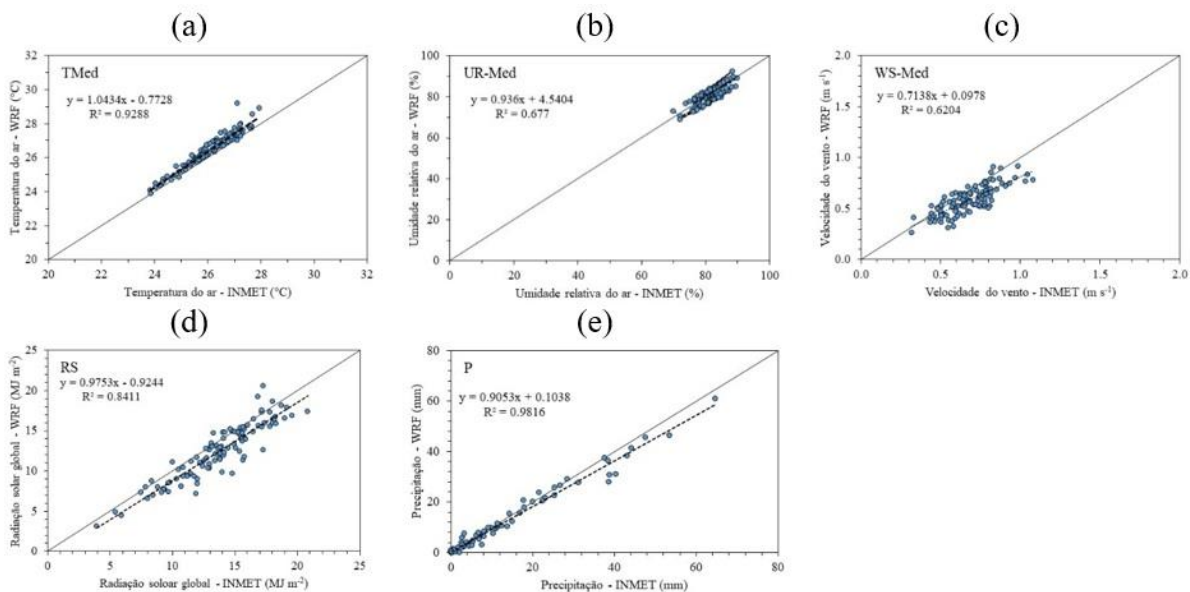 (a)
(b)
(c)
Temperatura do ar - WRF (°C)
32
30
28
26
24
22
20
TMed
y = 1.0434x - 0.7728
R² = 0.9288
20 22 24 26 28 30 32
Temperatura do ar - INMET (°C)
Umidade relativa do ar - WRF (%)
100
80
60
40
20
0
UR-Med
y = 0.936x + 4.5404
R² = 0.677
0 20 40 60 80 100
Umidade relativa do ar - INMET (%)
Velocidade do vento - WRF (m s⁻¹)
2.0
1.5
1.0
0.5
0.0
WS-Med
y = 0.7138x + 0.0978
R² = 0.6204
0.0 0.5 1.0 1.5 2.0
Velocidade do vento - INMET (m s⁻¹)
(d)
(e)
Radiação solar global - WRF (MJ m⁻²)
25
20
15
10
5
0
RS
y = 0.9753x - 0.9244
R² = 0.8411
0 5 10 15 20 25
Radiação soloar global - INMET (MJ m⁻²)
Precipitação - WRF (mm)
80
60
40
20
0
P
y = 0.9053x + 0.1038
R² = 0.9816
0 20 40 60 80
Precipitação - INMET (mm)